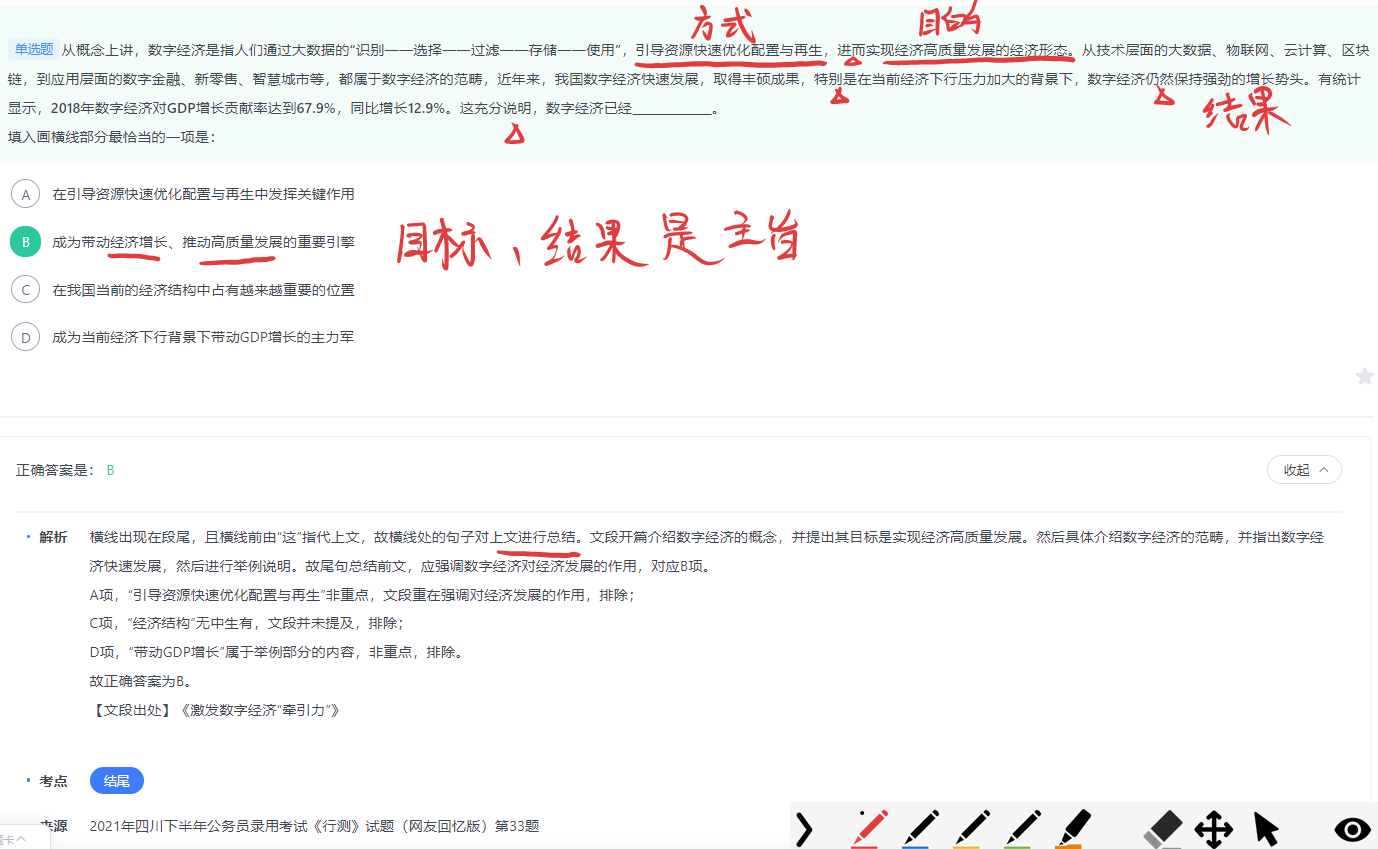 方式
目的
单选题 从概念上讲，数字经济是指人们通过大数据的“识别——选择——过滤——存储——使用”，引导资源快速优化配置与再生，进而实现经济高质量发展的经济形态。从技术层面的大数据、物联网、云计算、区块
链，到应用层面的数字金融、新零售、智慧城市等，都属于数字经济的范畴，近年来，我国数字经济快速发展，取得丰硕成果，特别是在当前经济下行压力加大的背景下，数字经济仍然保持强劲的增长势头。有统计
显示，2018年数字经济对GDP增长贡献率达到67.9%，同比增长12.9%。这充分说明，数字经济已经___________。
结果
填入画横线部分最恰当的一项是：
A 在引导资源快速优化配置与再生中发挥关键作用
B 成为带动经济增长、推动高质量发展的重要引擎
目标，结果是主旨
C 在我国当前的经济结构中占有越来越重要的位置
D 成为当前经济下行背景下带动GDP增长的主力军
正确答案是： B
收起
解析 横线出现在段尾，且横线前由“这”指代上文，故横线处的句子对上文进行总结。文段开篇介绍数字经济的概念，并提出其目标是实现经济高质量发展。然后具体介绍数字经济的范畴，并指出数字经
济快速发展，然后进行举例说明。故尾句总结前文，应强调数字经济对经济发展的作用，对应B项。
A项，“引导资源快速优化配置与再生”非重点，文段重在强调对经济发展的作用，排除；
C项，“经济结构”无中生有，文段并未提及，排除；
D项，“带动GDP增长”属于举例部分的内容，非重点，排除。
故正确答案为B。
【文段出处】《激发数字经济“牵引力”》
考点 结尾
来源 2021年四川下半年公务员录用考试《行测》试题（网友回忆版）第33题
卡